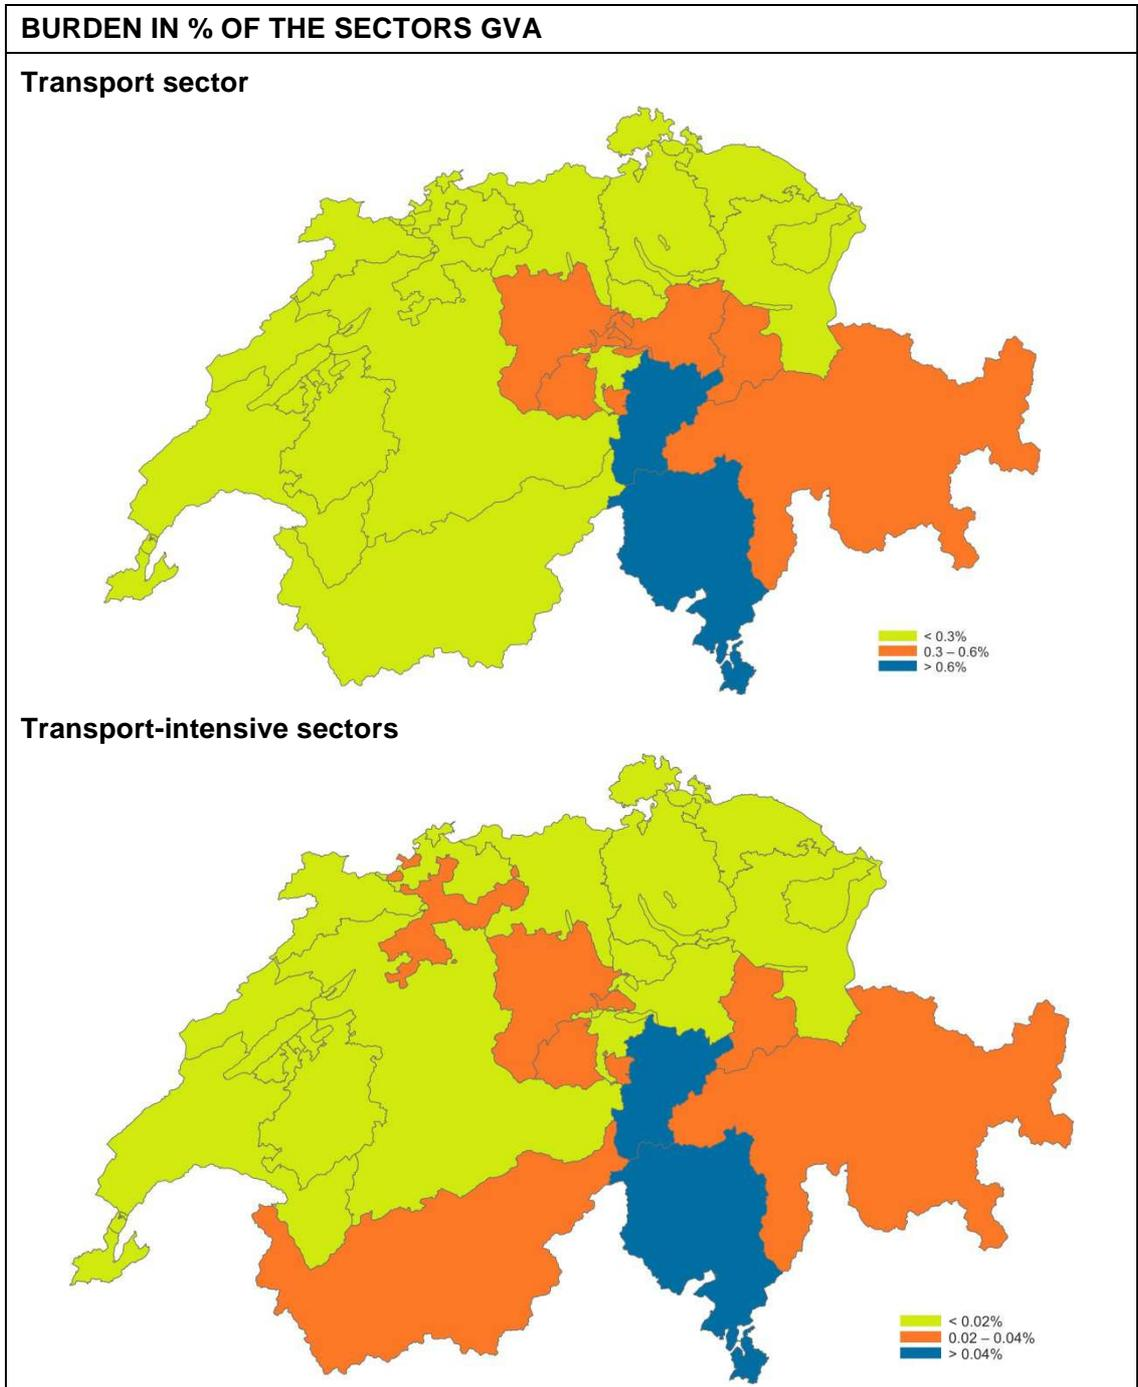 BURDEN IN % OF THE SECTORS GVA
Transport sector
< 0.3%
0.3 – 0.6%
> 0.6%
Transport-intensive sectors
< 0.02%
0.02 – 0.04%
> 0.04%